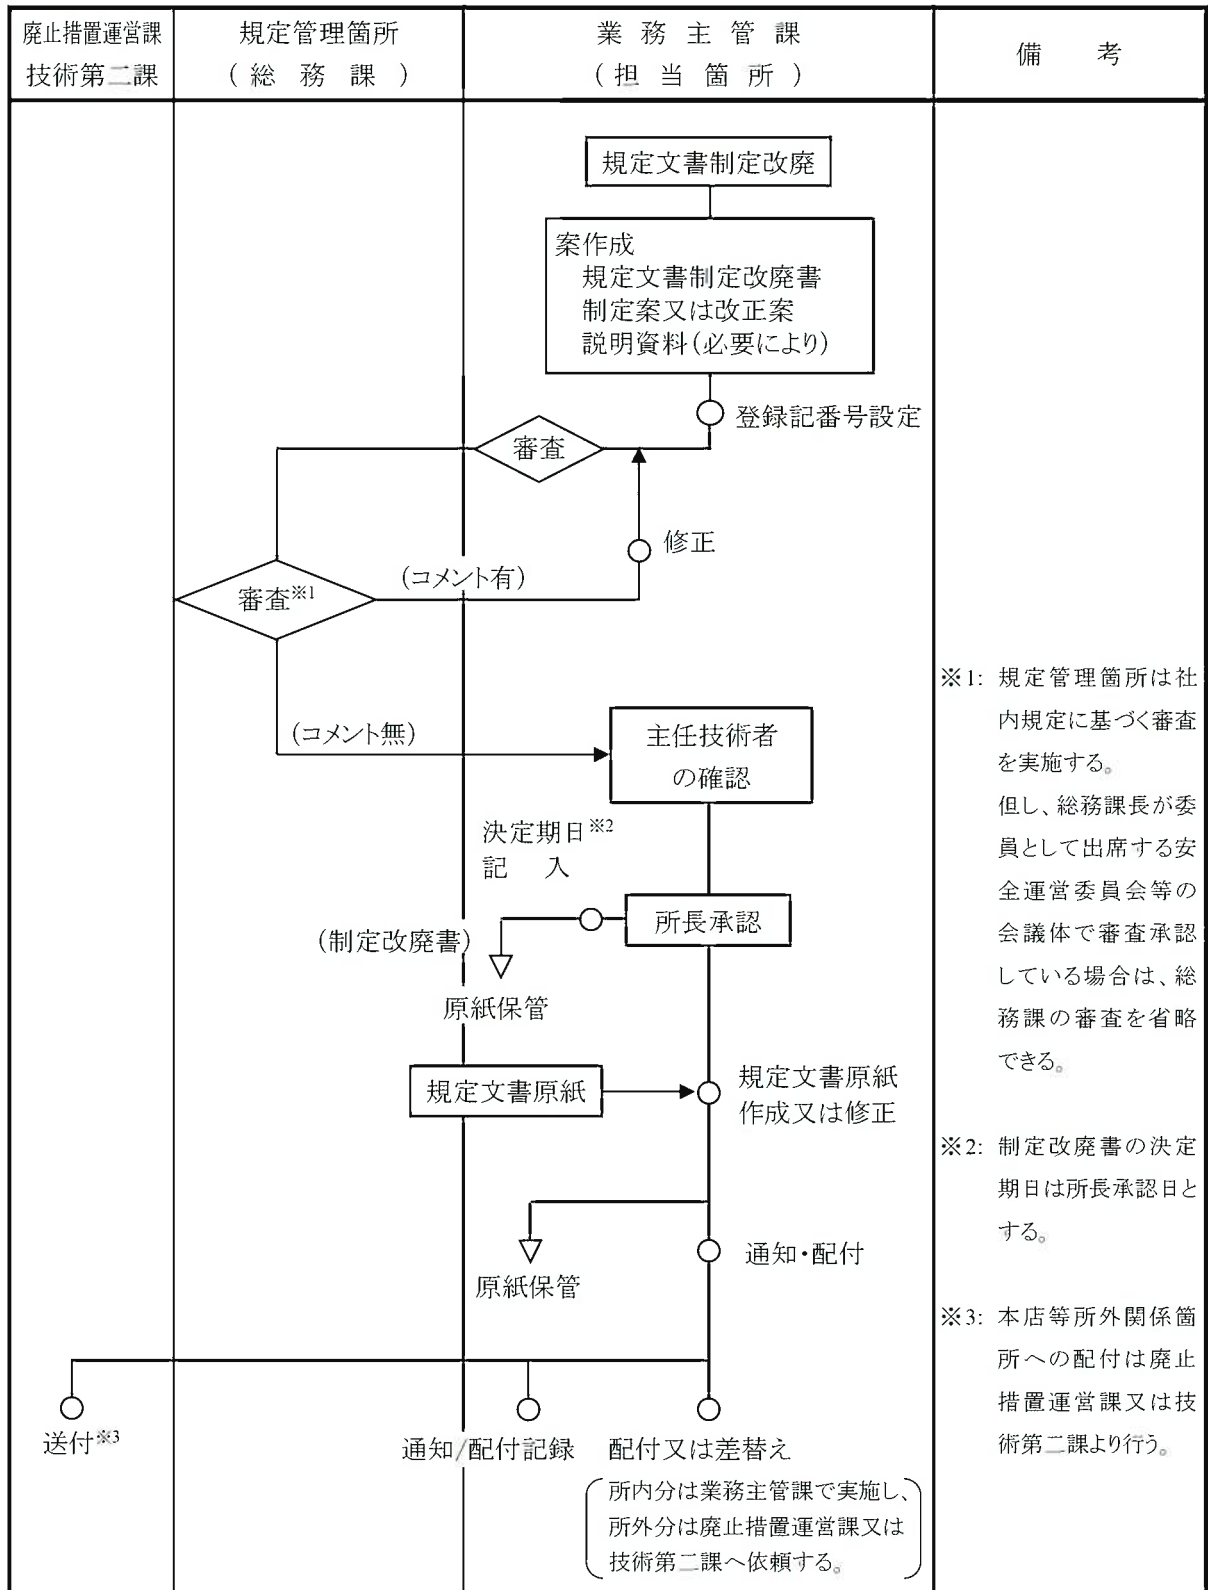 廃止措置運営課
技術第二課
規定管理箇所
(総務課)
業務主管課
(担当箇所)
備考
規定文書制定改廃
案作成
規定文書制定改廃書
制定案又は改正案
説明資料(必要により)
登録記番号設定
審査
修正
審査※1
(コメント有)
(コメント無)
主任技術者
の確認
決定期日※2
記入
所長承認
(制定改廃書)
原紙保管
規定文書原紙
規定文書原紙
作成又は修正
原紙保管
通知・配付
送付※3
通知/配付記録
配付又は差替え
所内分は業務主管課で実施し、
所外分は廃止措置運営課又は
技術第二課へ依頼する。
※1: 規定管理箇所は社
内規定に基づく審査
を実施する。
但し、総務課長が委
員として出席する安
全運営委員会等の
会議体で審査承認
している場合は、総
務課の審査を省略
できる。
※2: 制定改廃書の決定
期日は所長承認日と
する。
※3: 本店等所外関係箇
所への配付は廃止
措置運営課又は技
術第二課より行う。